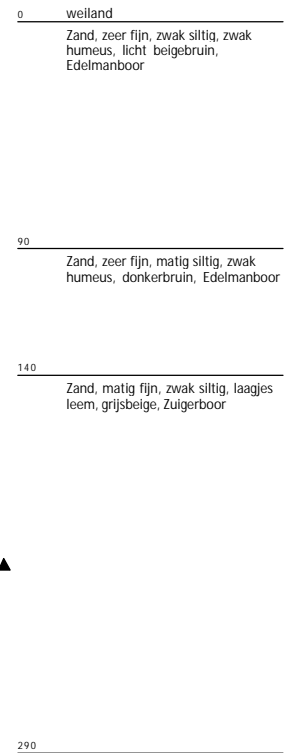 0 weiland
Zand, zeer fijn, zwak siltig, zwak
humeus, licht beigebruin,
Edelmanboor
90
Zand, zeer fijn, matig siltig, zwak
humeus, donkerbruin, Edelmanboor
140
Zand, matig fijn, zwak siltig, laagjes
leem, grijsbeige, Zuigerboor
290